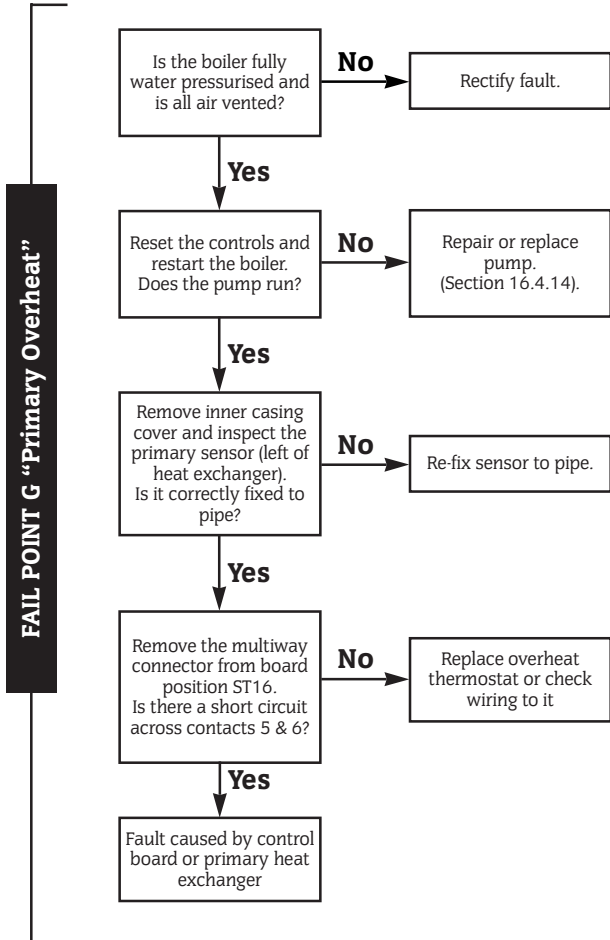 FAIL POINT G “Primary Overheat”
Is the boiler fully
water pressurised and
is all air vented?
No
Rectify fault.
Yes
Reset the controls and
restart the boiler.
Does the pump run?
No
Repair or replace
pump.
(Section 16.4.14).
Yes
Remove inner casing
cover and inspect the
primary sensor (left of
heat exchanger).
Is it correctly fixed to
pipe?
No
Re-fix sensor to pipe.
Yes
Remove the multiway
connector from board
position ST16.
Is there a short circuit
across contacts 5 & 6?
No
Replace overheat
thermostat or check
wiring to it
Yes
Fault caused by control
board or primary heat
exchanger